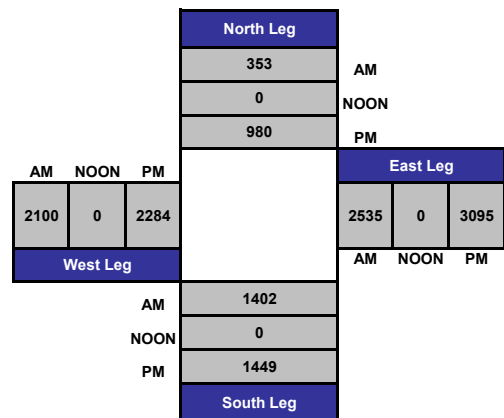 North Leg
353
AM
0
NOON
980
PM
AM NOON PM
East Leg
2100 0 2284
2535 0 3095
West Leg
AM NOON PM
AM
1402
NOON
0
PM
1449
South Leg